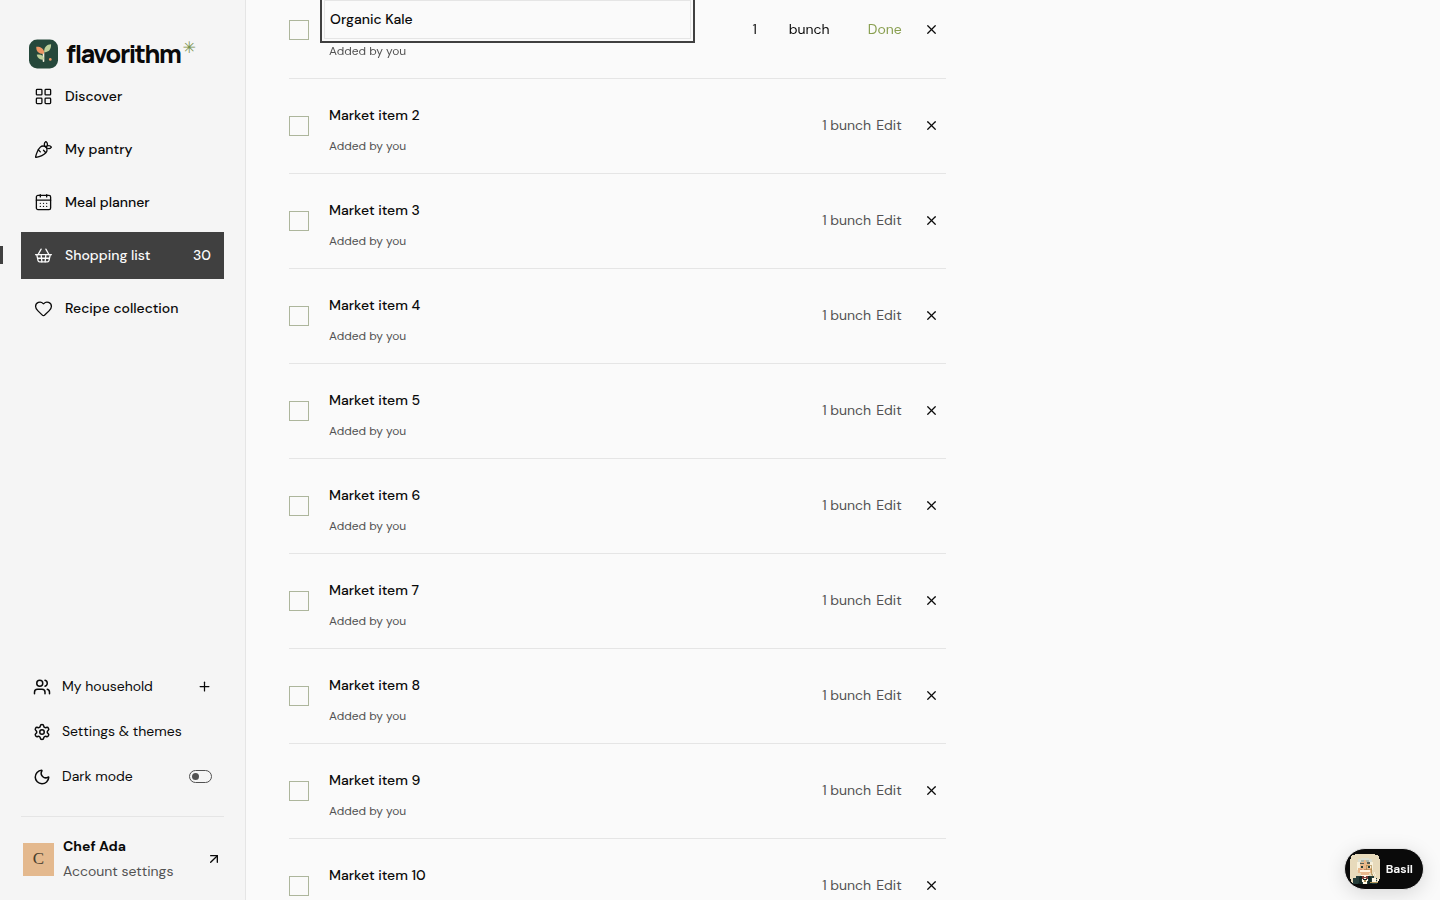 flavorithm
Discover
My pantry
Meal planner
Shopping list 30
Recipe collection
My household
Settings & themes
Dark mode
C
Chef Ada
Account settings
Organic Kale
1 bunch Done
Added by you
Market item 2
1 bunch Edit
Added by you
Market item 3
1 bunch Edit
Added by you
Market item 4
1 bunch Edit
Added by you
Market item 5
1 bunch Edit
Added by you
Market item 6
1 bunch Edit
Added by you
Market item 7
1 bunch Edit
Added by you
Market item 8
1 bunch Edit
Added by you
Market item 9
1 bunch Edit
Added by you
Market item 10
1 bunch Edit
Basil